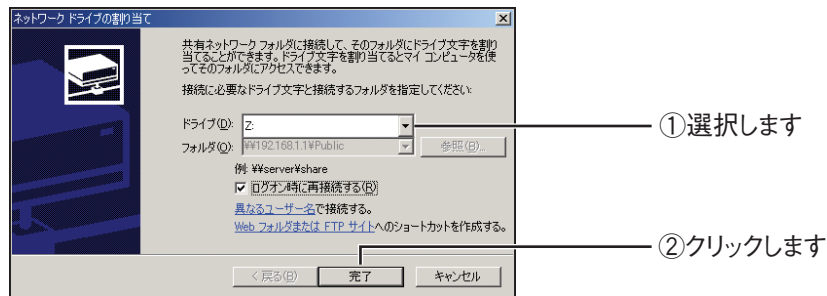 ネットワーク ドライブの割り当て
共有ネットワーク フォルダに接続して、そのフォルダにドライブ文字を割り
当てることができます。ドライブ文字を割り当てるとマイ コンピュータを使
ってそのフォルダにアクセスできます。
接続に必要なドライブ文字と接続するフォルダを指定してください:
ドライブ(D): Z:
①選択します
フォルダ(O): ¥¥192.168.1.1¥Public 参照(B)...
例: ¥¥server¥share
ログオン時に再接続する(R)
異なるユーザー名で接続する。
Web フォルダまたは FTP サイトへのショートカットを作成する。
②クリックします
< 戻る(B) 完了 キャンセル